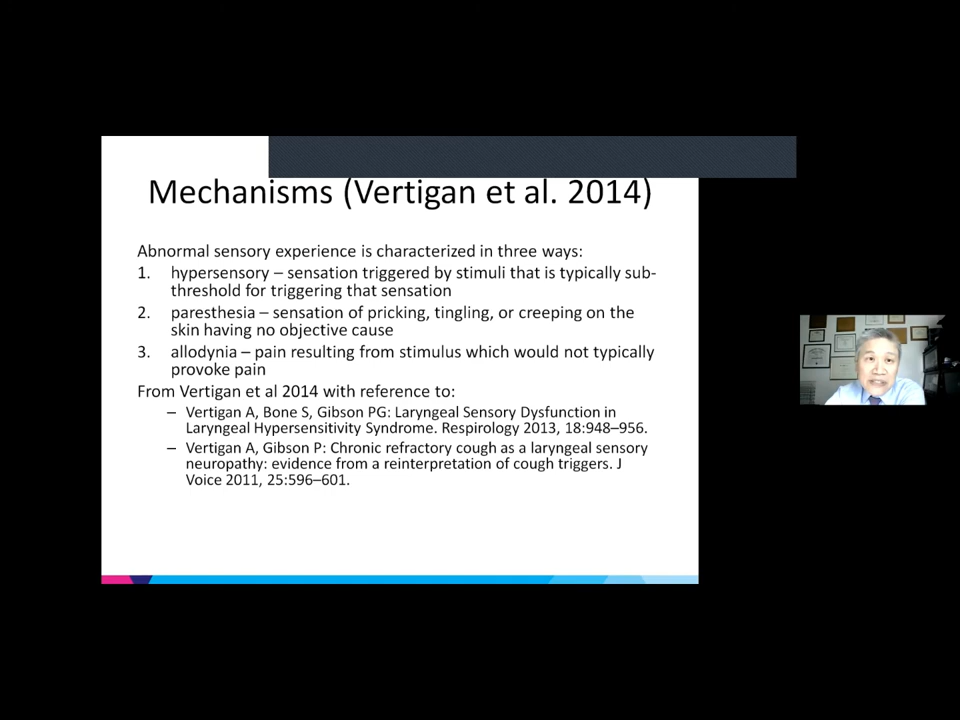 Mechanisms (Vertigan et al. 2014)
Abnormal sensory experience is characterized in three ways:
1. hypersensory – sensation triggered by stimuli that is typically sub-
threshold for triggering that sensation
2. paresthesia – sensation of pricking, tingling, or creeping on the
skin having no objective cause
3. allodynia – pain resulting from stimulus which would not typically
provoke pain
From Vertigan et al 2014 with reference to:
– Vertigan A, Bone S, Gibson PG: Laryngeal Sensory Dysfunction in
Laryngeal Hypersensitivity Syndrome. Respirology 2013, 18:948–956.
– Vertigan A, Gibson P: Chronic refractory cough as a laryngeal sensory
neuropathy: evidence from a reinterpretation of cough triggers. J
Voice 2011, 25:596–601.